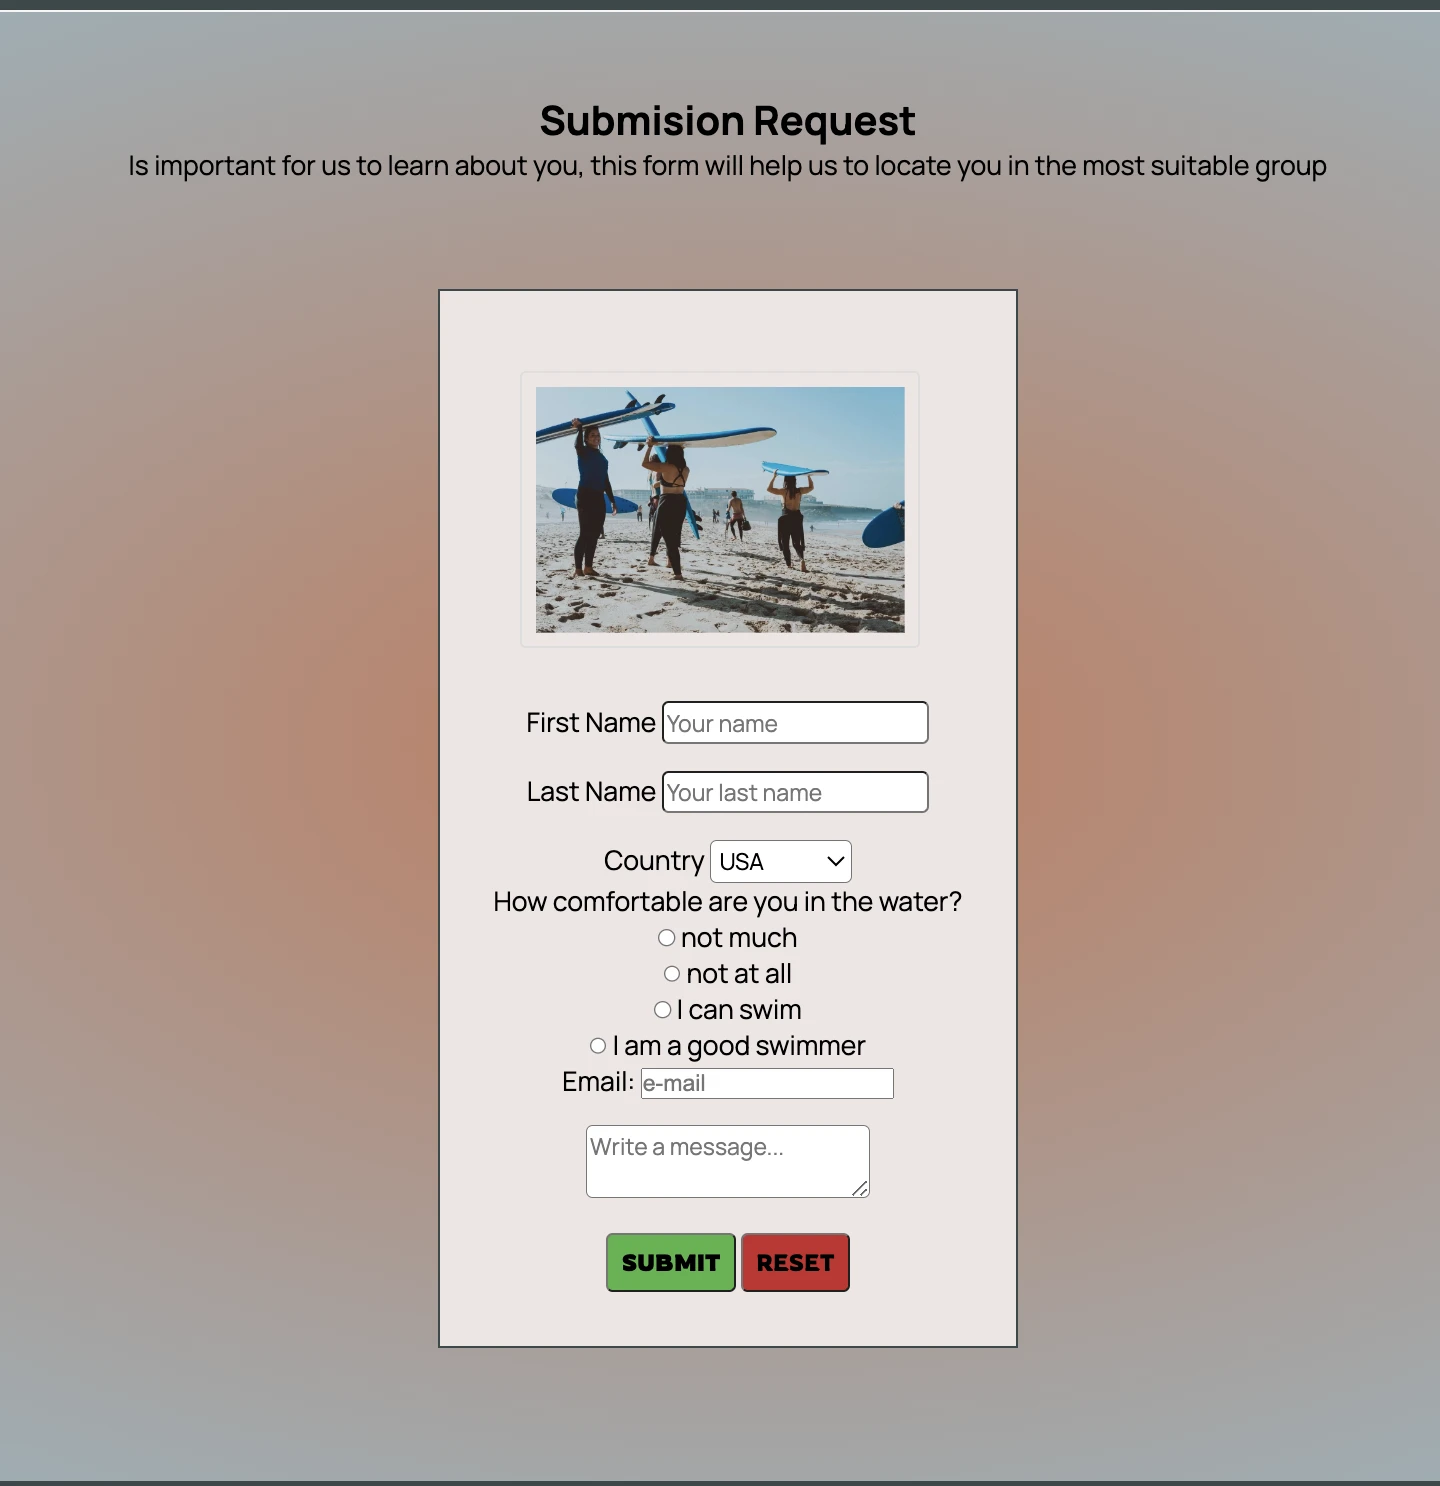 Submision Request
Is important for us to learn about you, this form will help us to locate you in the most suitable group
First Name Your name
Last Name Your last name
Country USA
How comfortable are you in the water?
not much
not at all
I can swim
I am a good swimmer
Email: e-mail
Write a message...
SUBMIT RESET